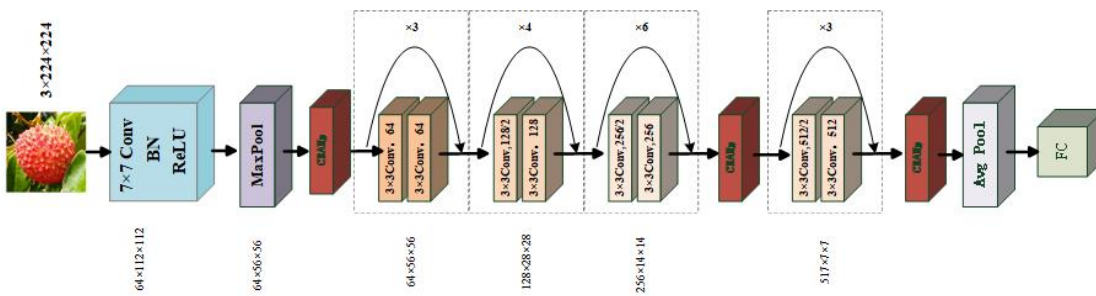 3×224×224
7×7 Conv
BN
ReLU
64×112×112
MaxPool
64×56×56
×3
3×3Conv. 64
3×3Conv. 64
64×56×56
×4
3×3Conv,128/2
3×3Conv. 128
128×28×28
×6
3×3Conv,256/2
3×3Conv,256
256×14×14
×3
3×3Conv,512/2
3×3Conv. 512
517×7×7
Avg Pool
FC